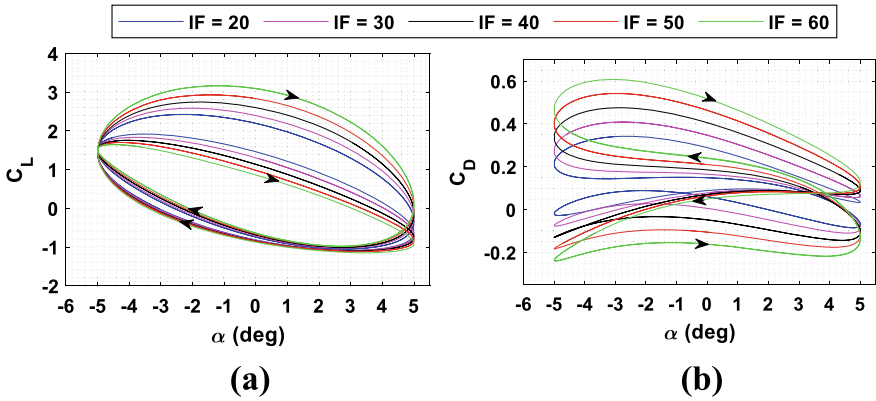 IF = 20 IF = 30 IF = 40 IF = 50 IF = 60
4
3
2
1
0
-1
-2
C_L
-6 -5 -4 -3 -2 -1 0 1 2 3 4 5
α (deg)
(a)
0.6
0.4
0.2
0
-0.2
C_D
-6 -5 -4 -3 -2 -1 0 1 2 3 4 5
α (deg)
(b)